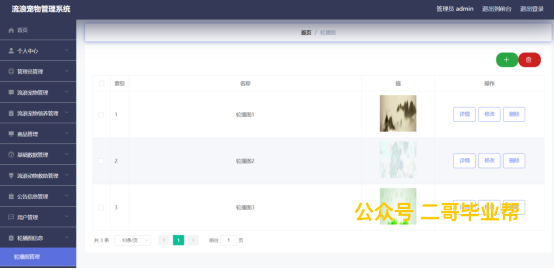 流浪宠物管理系统
管理员 admin 退出到前台 退出登录
首页
首页 / 轮播图
个人中心
管理员管理
流浪宠物管理
流浪宠物领养管理
商品管理
基础数据管理
流浪动物救助管理
公告信息管理
用户管理
轮播图信息
轮播图管理
+
索引 名称 值 操作
1 轮播图1 详情 修改 删除
2 轮播图2 详情 修改 删除
3 轮播图3 详情 修改 删除
公众号 二哥毕业帮
共 3 条 10条/页 1 前往 1 页